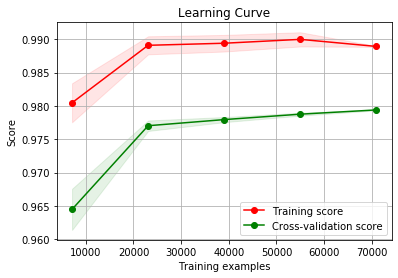 Learning Curve
0.990
0.985
0.980
0.975
0.970
0.965
0.960
Score
Training score
Cross-validation score
10000 20000 30000 40000 50000 60000 70000
Training examples